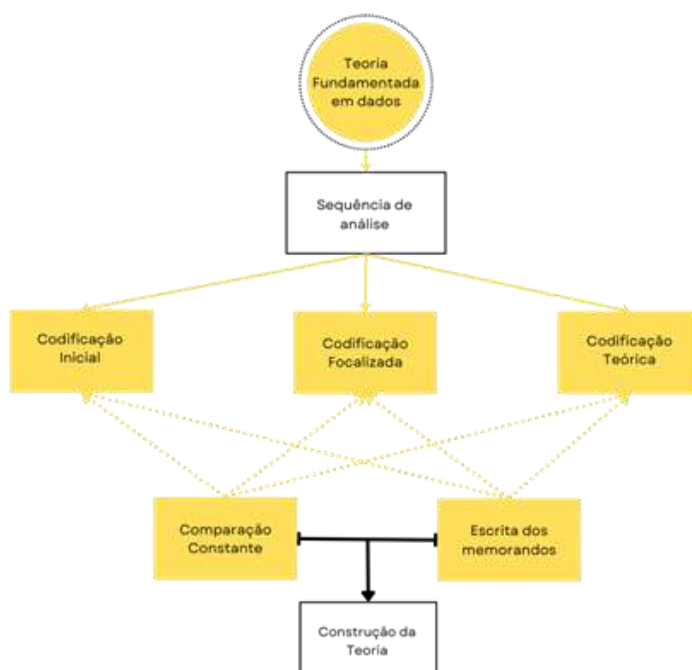 Teoria
Fundamentada
em dados
Sequência de
análise
Codificação
Inicial
Codificação
Focalizada
Codificação
Teórica
Comparação
Constante
Escrita dos
memorandos
Construção da
Teoria